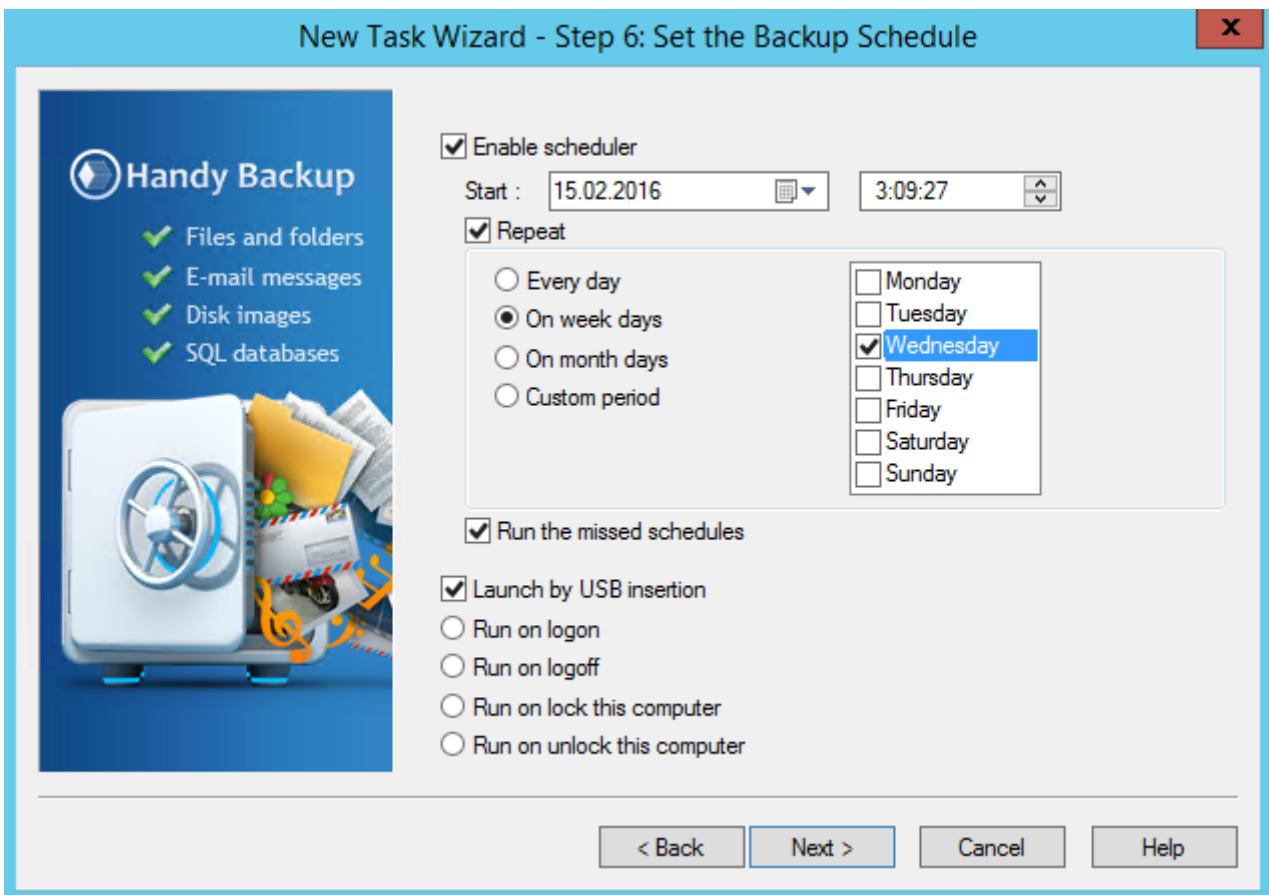 New Task Wizard - Step 6: Set the Backup Schedule
x
Handy Backup
Files and folders
E-mail messages
Disk images
SQL databases
Enable scheduler
Start : 15.02.2016 3:09:27
Repeat
Every day
On week days
On month days
Custom period
Monday
Tuesday
Wednesday
Thursday
Friday
Saturday
Sunday
Run the missed schedules
Launch by USB insertion
Run on logon
Run on logoff
Run on lock this computer
Run on unlock this computer
< Back Next > Cancel Help